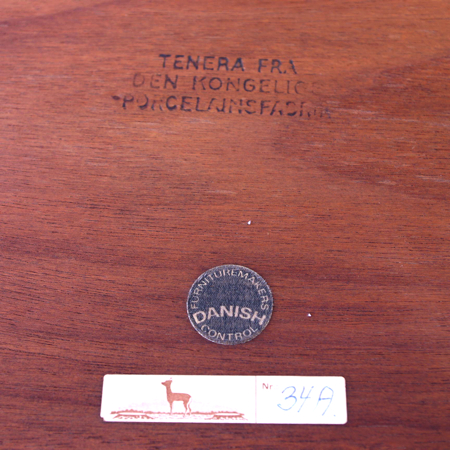 TENERA FRA
DEN KONGELIGE
PORCELAINSFABRIK
FURNITUREMAKERS
DANISH
CONTROL
Nr. 34 A